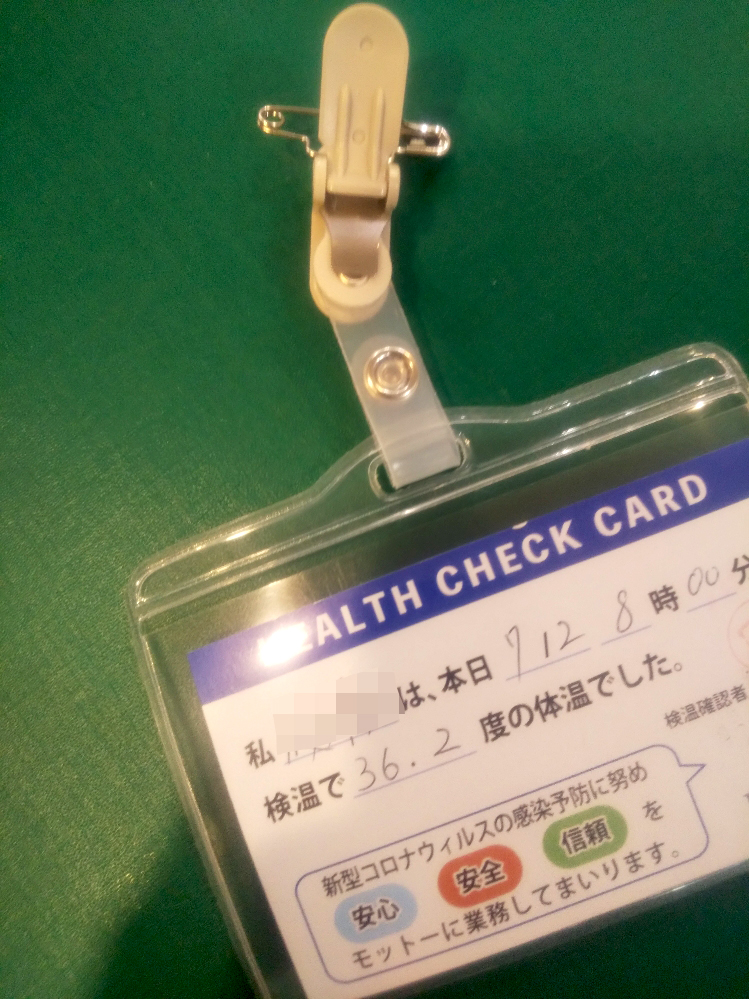 HEALTH CHECK CARD
私 は、本日 7 12 8 時 00 分
検温で 36.2 度の体温でした。
検温確認者
新型コロナウィルスの感染予防に努め
安心 安全 信頼 を
モットーに業務してまいります。